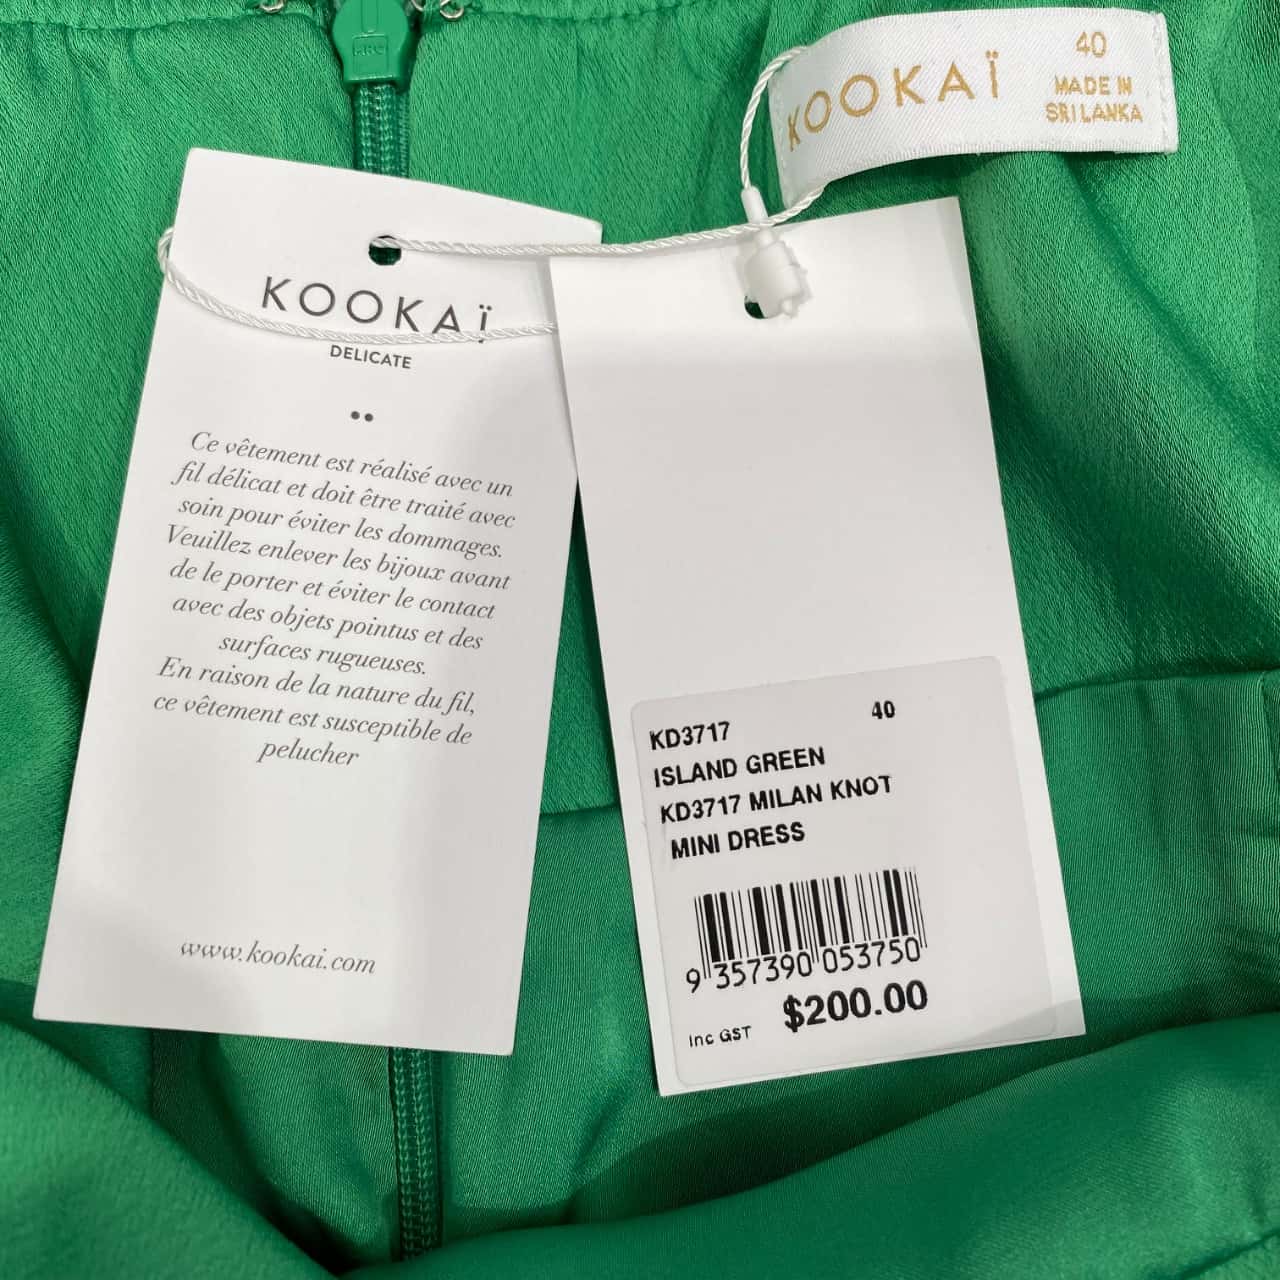 KOOKAÏ
40
MADE IN
SRI LANKA
KOOKAÏ
DELICATE
Ce vêtement est réalisé avec un
fil délicat et doit être traité avec
soin pour éviter les dommages.
Veuillez enlever les bijoux avant
de le porter et éviter le contact
avec des objets pointus et des
surfaces rugueuses.
En raison de la nature du fil,
ce vêtement est susceptible de
pelucher
www.kookai.com
KD3717 40
ISLAND GREEN
KD3717 MILAN KNOT
MINI DRESS
9 357390 053750
Inc GST $200.00